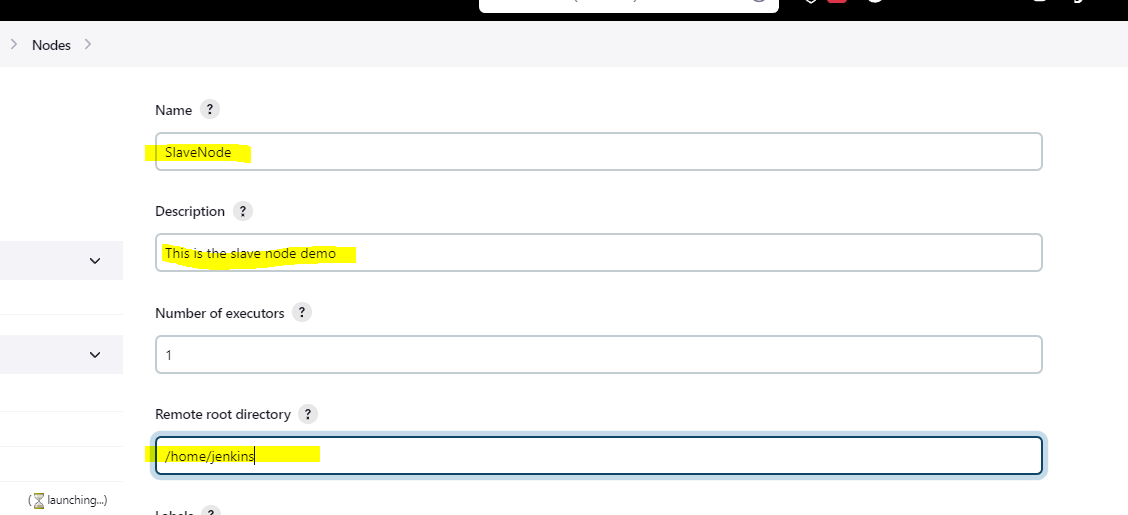 Nodes
Name ?
SlaveNode
Description ?
This is the slave node demo
Number of executors ?
1
Remote root directory ?
/home/jenkins
(launching...)
Labels ?